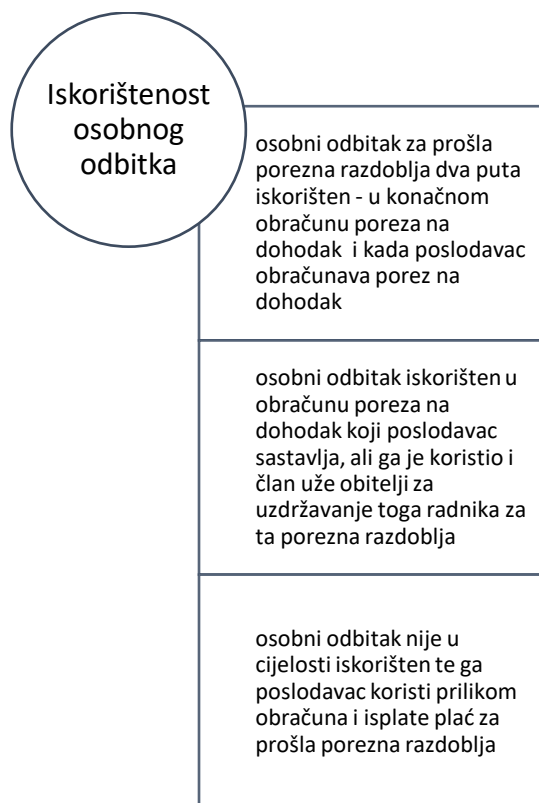 Iskorištenost
osobnog
odbitka
osobni odbitak za prošla
porezna razdoblja dva puta
iskorišten - u konačnom
obračunu poreza na
dohodak i kada poslodavac
obračunava porez na
dohodak
osobni odbitak iskorišten u
obračunu poreza na
dohodak koji poslodavac
sastavlja, ali ga je koristio i
član uže obitelji za
uzdržavanje toga radnika za
ta porezna razdoblja
osobni odbitak nije u
cijelosti iskorišten te ga
poslodavac koristi prilikom
obračuna i isplate plać za
prošla porezna razdoblja